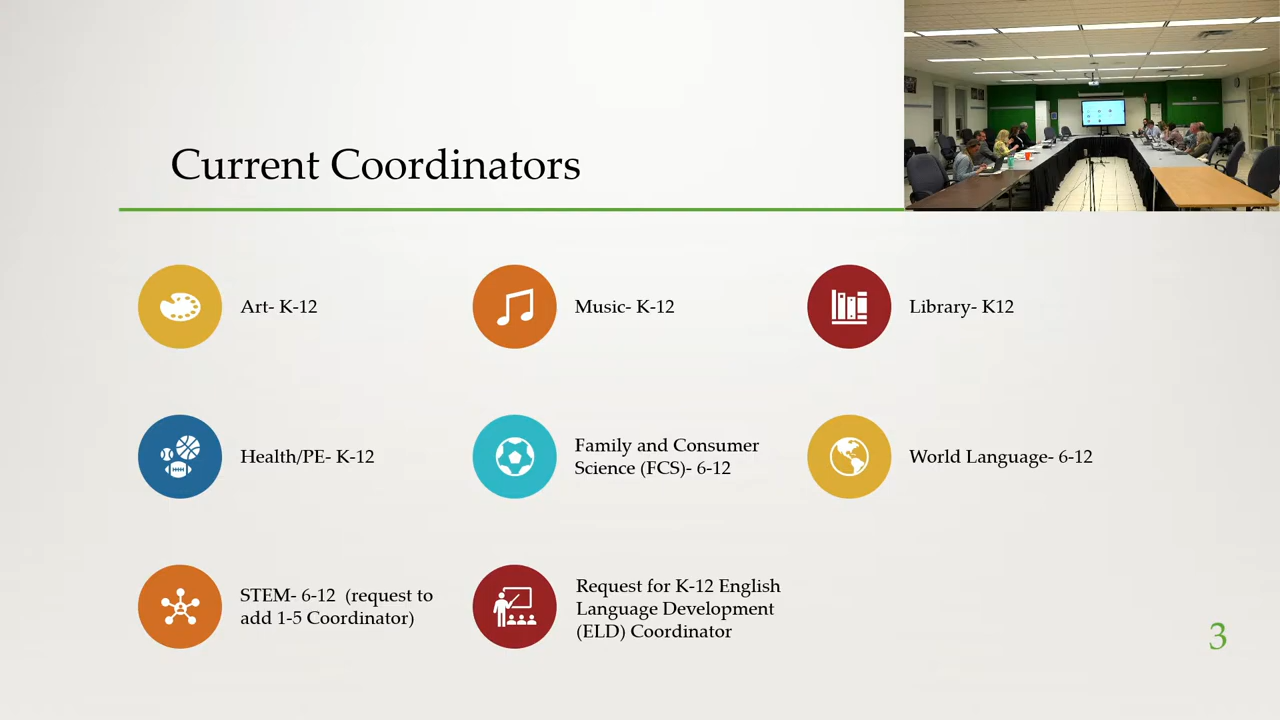 Current Coordinators
Art- K-12
Music- K-12
Library- K12
Health/PE- K-12
Family and Consumer
Science (FCS)- 6-12
World Language- 6-12
STEM- 6-12  (request to
add 1-5 Coordinator)
Request for K-12 English
Language Development
(ELD) Coordinator
3